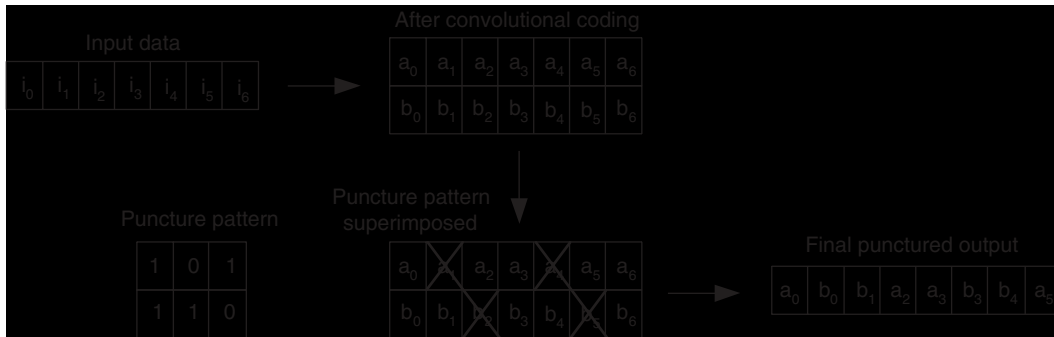 After convolutional coding
Input data
i₀ i₁ i₂ i₃ i₄ i₅ i₆
a₀ a₁ a₂ a₃ a₄ a₅ a₆
b₀ b₁ b₂ b₃ b₄ b₅ b₆
Puncture pattern
superimposed
Puncture pattern
1 0 1
1 1 0
a₀ a₁ a₂ a₃ a₄ a₅ a₆
b₀ b₁ b₂ b₃ b₄ b₅ b₆
Final punctured output
a₀ b₀ b₁ a₂ a₃ b₃ b₄ a₅